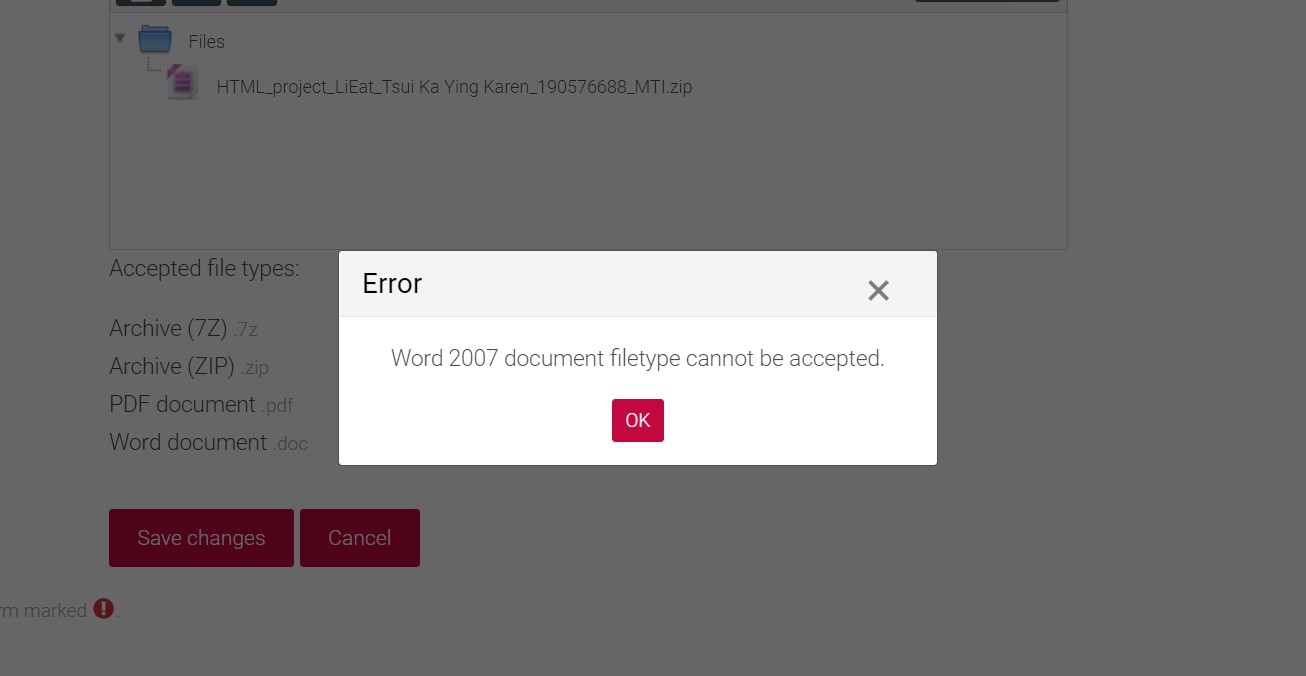 Files
HTML_project_LiEat_Tsui Ka Ying Karen_190576688_MTI.zip
Accepted file types:
Error
Word 2007 document filetype cannot be accepted.
OK
Archive (7Z) .7z
Archive (ZIP) .zip
PDF document .pdf
Word document .doc
Save changes Cancel
rm marked .